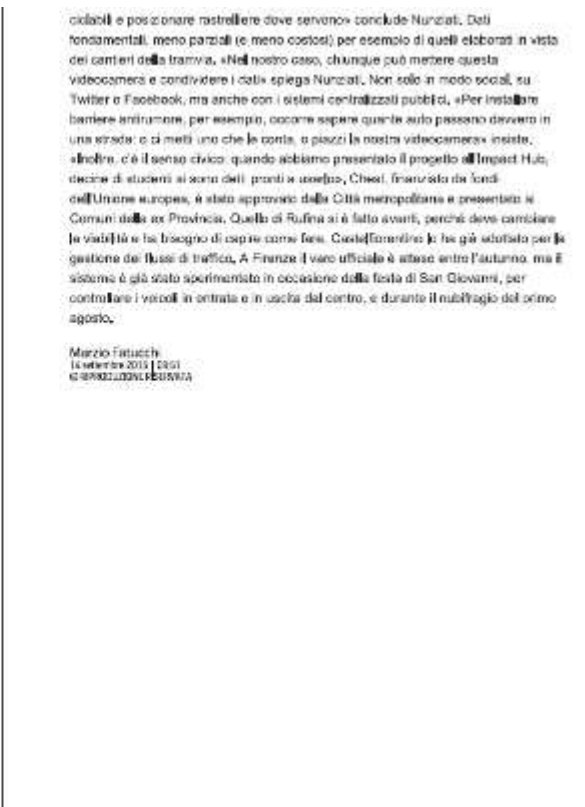 ciclabili e posizionare rastrelliere dove servono» conclude Nunziati. Dati
fondamentali, meno parziali (e meno costosi) per esempio di quelli elaborati in vista
dei cantieri della tramvia. «Nel nostro caso, chiunque può mettere questa
videocamera e condividere i dati» spiega Nunziati. Non solo in modo social, su
Twitter o Facebook, ma anche con i sistemi centralizzati pubblici. «Per installare
barriere antirumore, per esempio, occorre sapere quante auto passano davvero in
una strada: o ci metti uno che le conta, o piazzi la nostra videocamera» insiste.
«Inoltre, c'è il senso civico: quando abbiamo presentato il progetto all'Impact Hub,
decine di studenti si sono detti pronti a usarlo». Chest, finanziato da fondi
dell'Unione europea, è stato approvato dalla Città metropolitana e presentato ai
Comuni della ex Provincia. Quello di Rufina si è fatto avanti, perché deve cambiare
la viabilità e ha bisogno di capire come fare. Castelfiorentino lo ha già adottato per la
gestione dei flussi di traffico. A Firenze il varo ufficiale è atteso entro l'autunno, ma il
sistema è già stato sperimentato in occasione della festa di San Giovanni, per
controllare i veicoli in entrata e in uscita dal centro, e durante il nubifragio del primo
agosto.
Marzio Fatucchi
14 settembre 2015 |
© RIPRODUZIONE RISERVATA